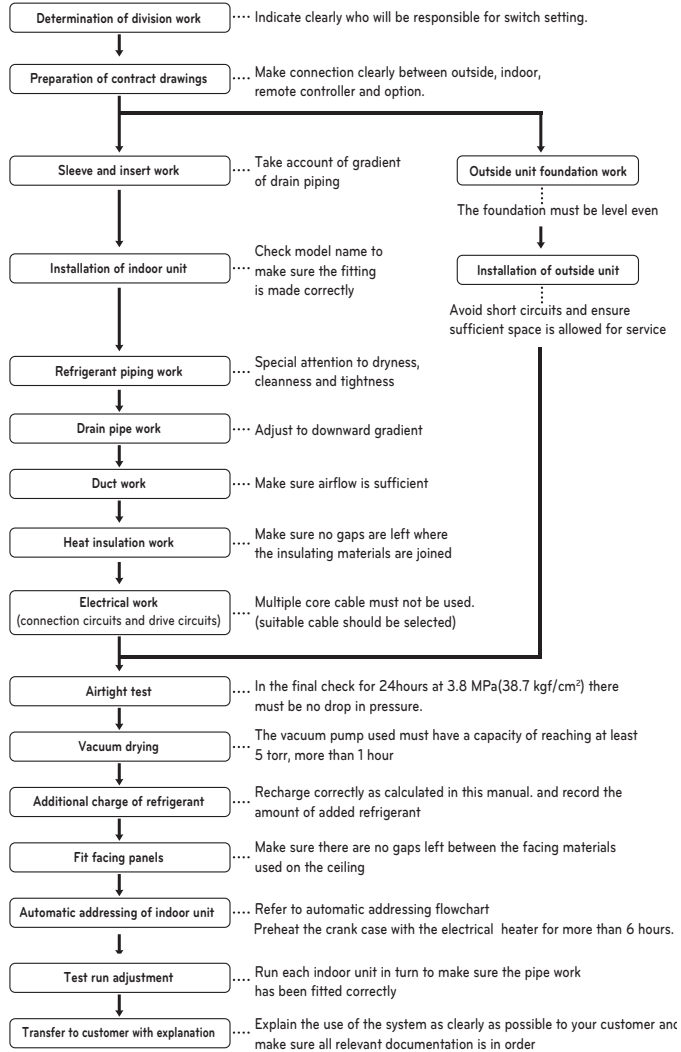 Determination of division work
Indicate clearly who will be responsible for switch setting.
Preparation of contract drawings
Make connection clearly between outside, indoor,
remote controller and option.
Sleeve and insert work
Take account of gradient
of drain piping
Outside unit foundation work
The foundation must be level even
Installation of indoor unit
Check model name to
make sure the fitting
is made correctly
Installation of outside unit
Avoid short circuits and ensure
sufficient space is allowed for service
Refrigerant piping work
Special attention to dryness,
cleanness and tightness
Drain pipe work
Adjust to downward gradient
Duct work
Make sure airflow is sufficient
Heat insulation work
Make sure no gaps are left where
the insulating materials are joined
Electrical work
(connection circuits and drive circuits)
Multiple core cable must not be used.
(suitable cable should be selected)
Airtight test
In the final check for 24hours at 3.8 MPa(38.7 kgf/cm²) there
must be no drop in pressure.
Vacuum drying
The vacuum pump used must have a capacity of reaching at least
5 torr, more than 1 hour
Additional charge of refrigerant
Recharge correctly as calculated in this manual. and record the
amount of added refrigerant
Fit facing panels
Make sure there are no gaps left between the facing materials
used on the ceiling
Automatic addressing of indoor unit
Refer to automatic addressing flowchart
Preheat the crank case with the electrical heater for more than 6 hours.
Test run adjustment
Run each indoor unit in turn to make sure the pipe work
has been fitted correctly
Transfer to customer with explanation
Explain the use of the system as clearly as possible to your customer and
make sure all relevant documentation is in order